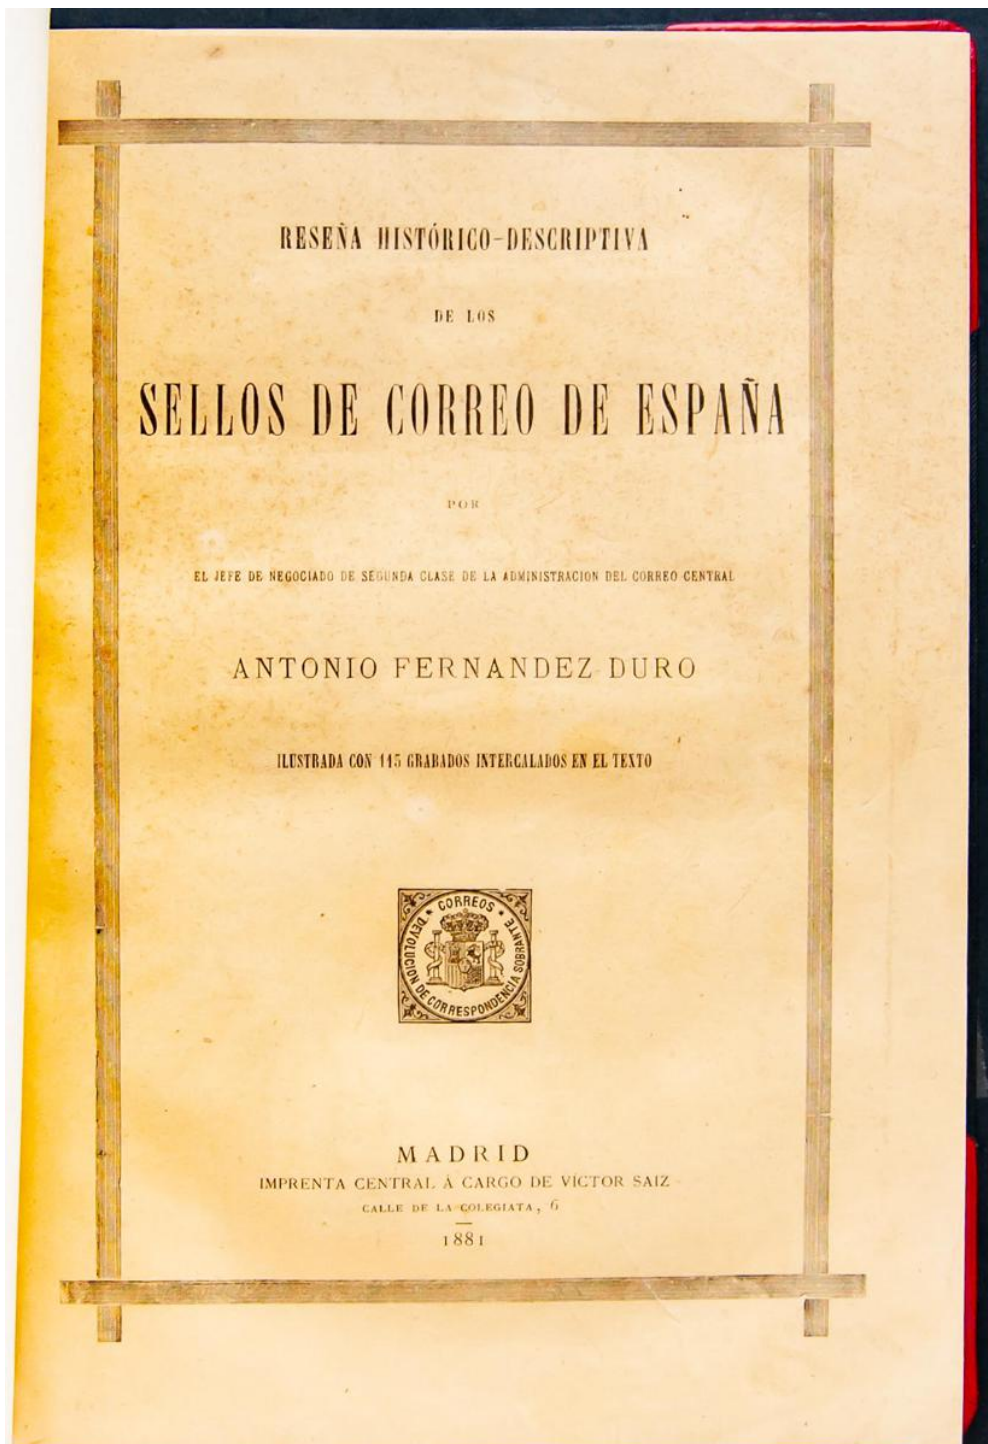 RESEÑA HISTÓRICO-DESCRIPTIVA
DE LOS
SELLOS DE CORREO DE ESPAÑA
POR
EL JEFE DE NEGOCIADO DE SEGUNDA CLASE DE LA ADMINISTRACION DEL CORREO CENTRAL
ANTONIO FERNANDEZ DURO
ILUSTRADA CON 115 GRABADOS INTERCALADOS EN EL TEXTO
CORREOS
DEVOLUCION DE CORRESPONDENCIA SOBRANTE
MADRID
IMPRENTA CENTRAL Á CARGO DE VÍCTOR SAIZ
CALLE DE LA COLEGIATA, 6
1881